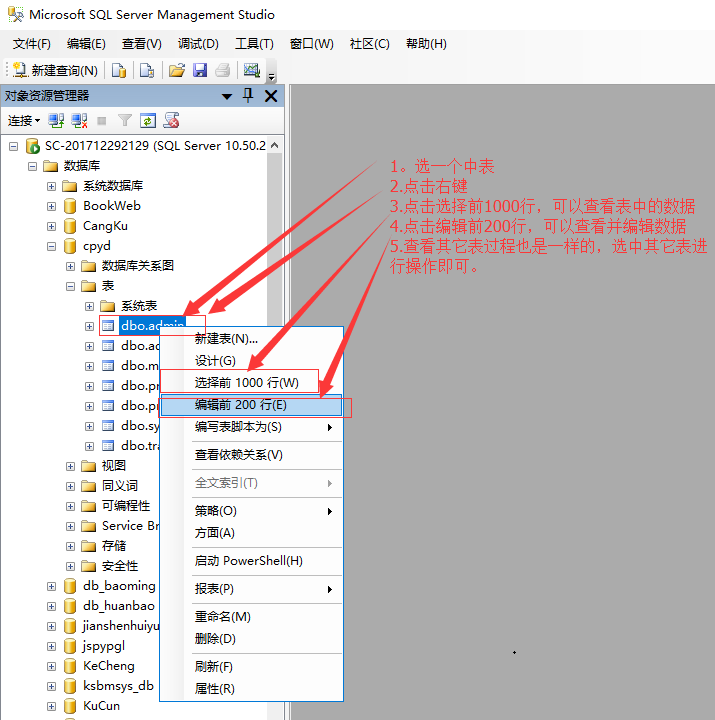 Microsoft SQL Server Management Studio
文件(F) 编辑(E) 查看(V) 调试(D) 工具(T) 窗口(W) 社区(C) 帮助(H)
新建查询(N)
对象资源管理器
连接
SC-201712292129 (SQL Server 10.50.2
数据库
系统数据库
BookWeb
CangKu
cpyd
数据库关系图
表
系统表
dbo.admin
dbo.ac
dbo.m
dbo.pr
dbo.pr
dbo.sy
dbo.tra
视图
同义词
可编程性
Service Br
存储
安全性
db_baoming
db_huanbao
jianshenhuiyu
jspypgl
KeCheng
ksbmsys_db
KuCun
新建表(N)...
设计(G)
选择前 1000 行(W)
编辑前 200 行(E)
编写表脚本为(S)
查看依赖关系(V)
全文索引(T)
策略(O)
方面(A)
启动 PowerShell(H)
报表(P)
重命名(M)
删除(D)
刷新(F)
属性(R)
1。选一个中表
2.点击右键
3.点击选择前1000行，可以查看表中的数据
4.点击编辑前200行，可以查看并编辑数据
5.查看其它表过程也是一样的，选中其它表进
行操作即可。